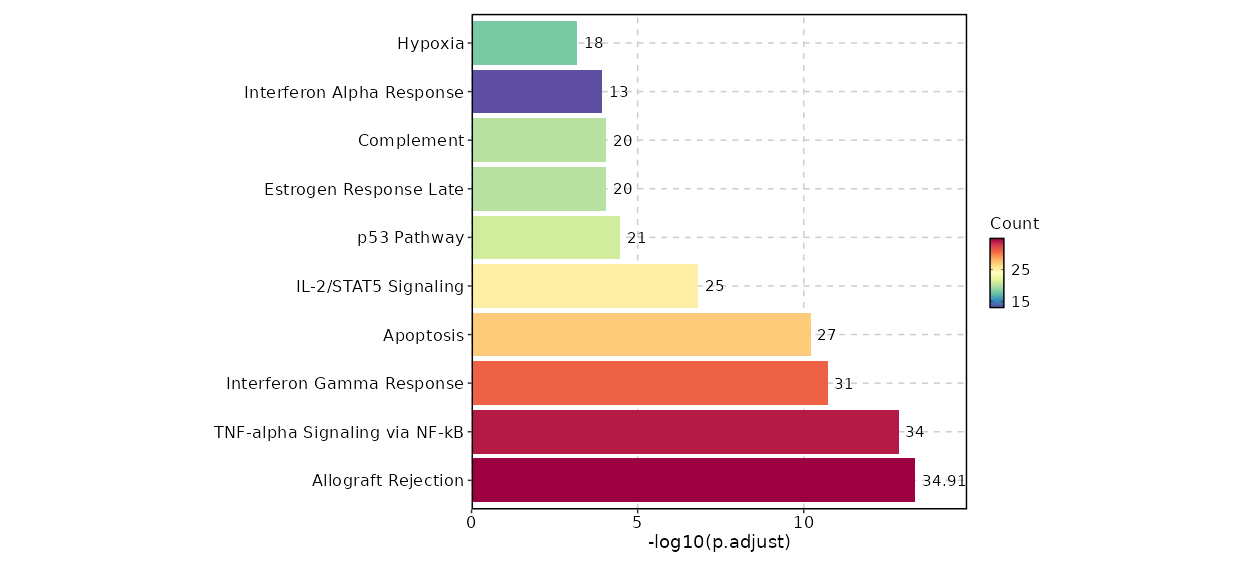 Hypoxia 18
Interferon Alpha Response 13
Complement 20
Estrogen Response Late 20
p53 Pathway 21
IL-2/STAT5 Signaling 25
Apoptosis 27
Interferon Gamma Response 31
TNF-alpha Signaling via NF-kB 34
Allograft Rejection 34.91
0 5 10
-log10(p.adjust)
Count
25
15